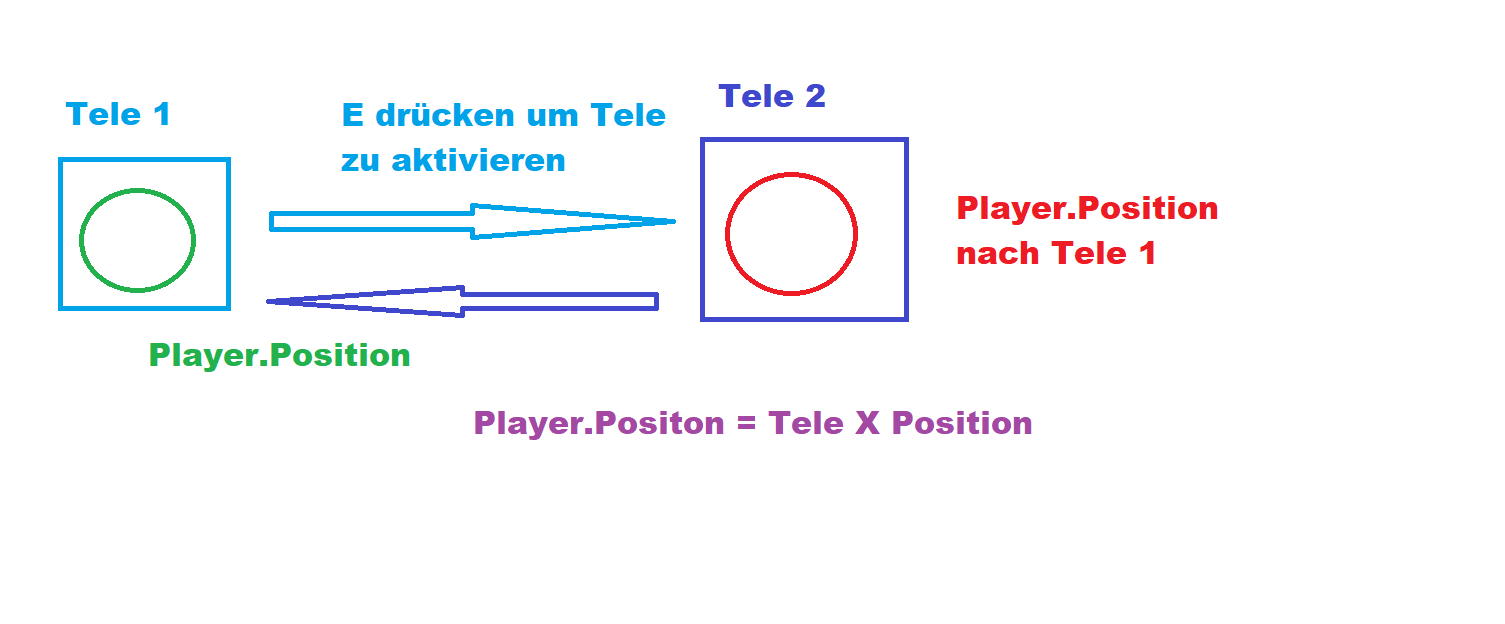 Tele 1
E drücken um Tele
zu aktivieren
Tele 2
Player.Position
nach Tele 1
Player.Position
Player.Positon = Tele X Position